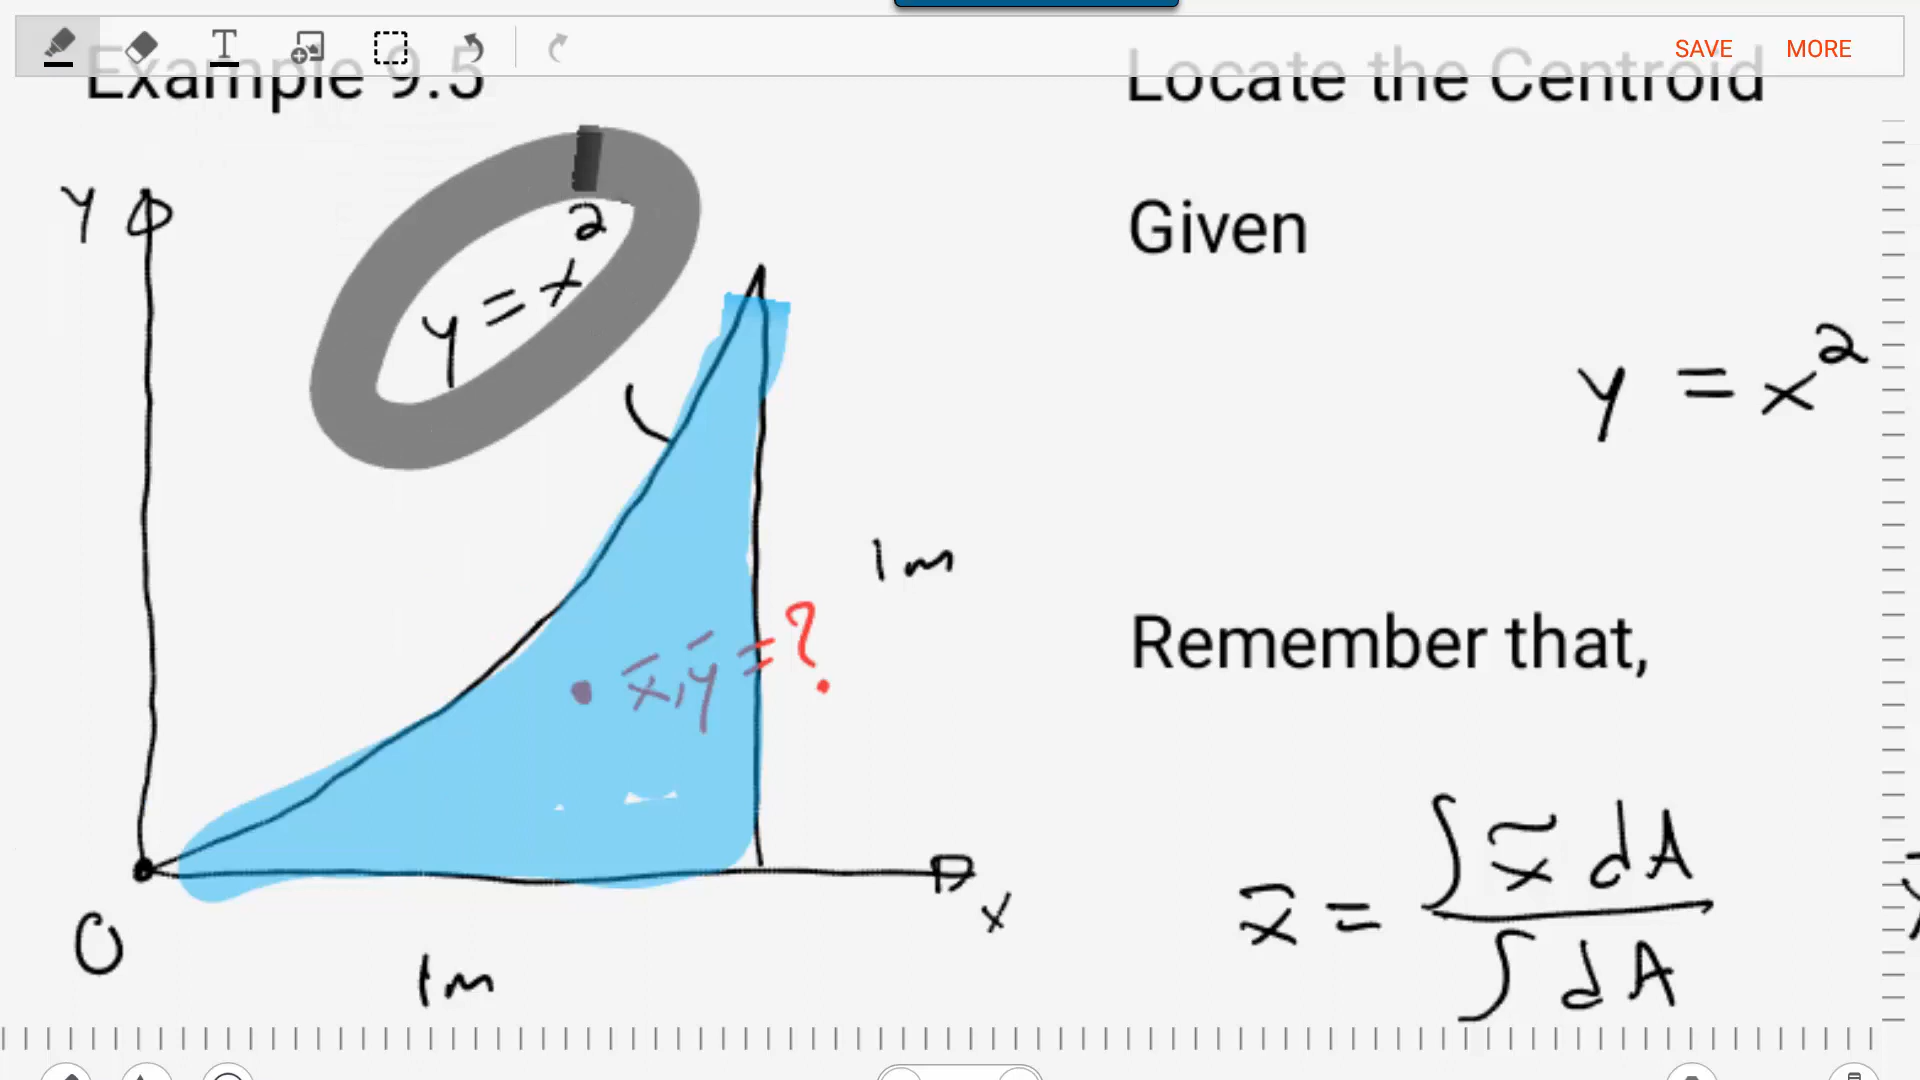 SAVE
MORE
Example 9.5
Locate the Centroid
Y
y = x²
Given
y = x²
1m
x̄, ȳ = ?
Remember that,
x̄ = ∫ x̃ dA / ∫ dA
x
O
1m